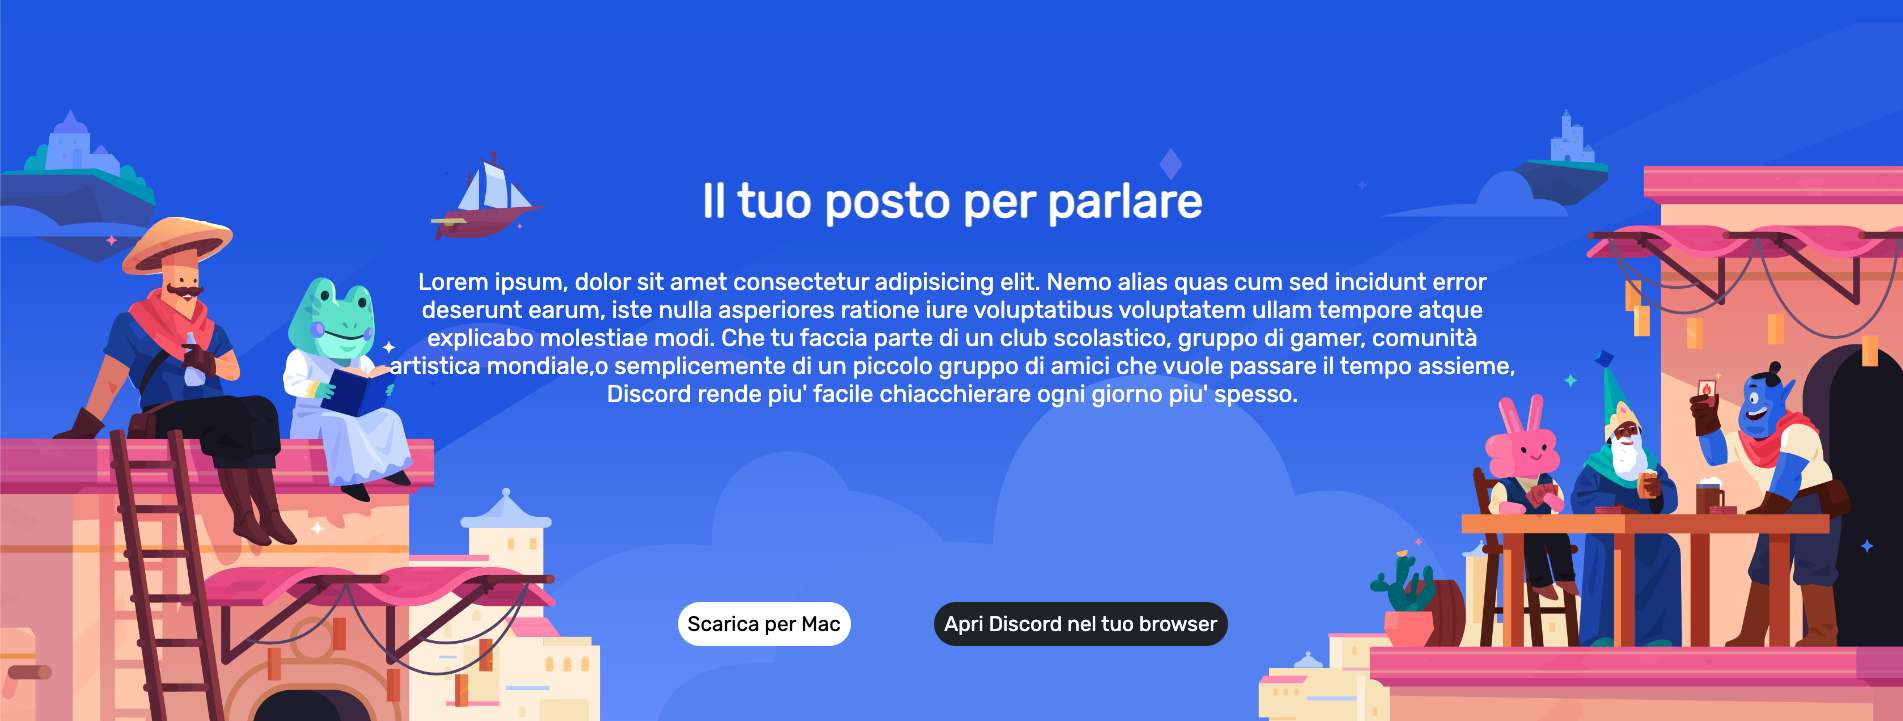 Il tuo posto per parlare
Lorem ipsum, dolor sit amet consectetur adipisicing elit. Nemo alias quas cum sed incidunt error
deserunt earum, iste nulla asperiores ratione iure voluptatibus voluptatem ullam tempore atque
explicabo molestiae modi. Che tu faccia parte di un club scolastico, gruppo di gamer, comunità
artistica mondiale,o semplicemente di un piccolo gruppo di amici che vuole passare il tempo assieme,
Discord rende piu' facile chiacchierare ogni giorno piu' spesso.
Scarica per Mac
Apri Discord nel tuo browser